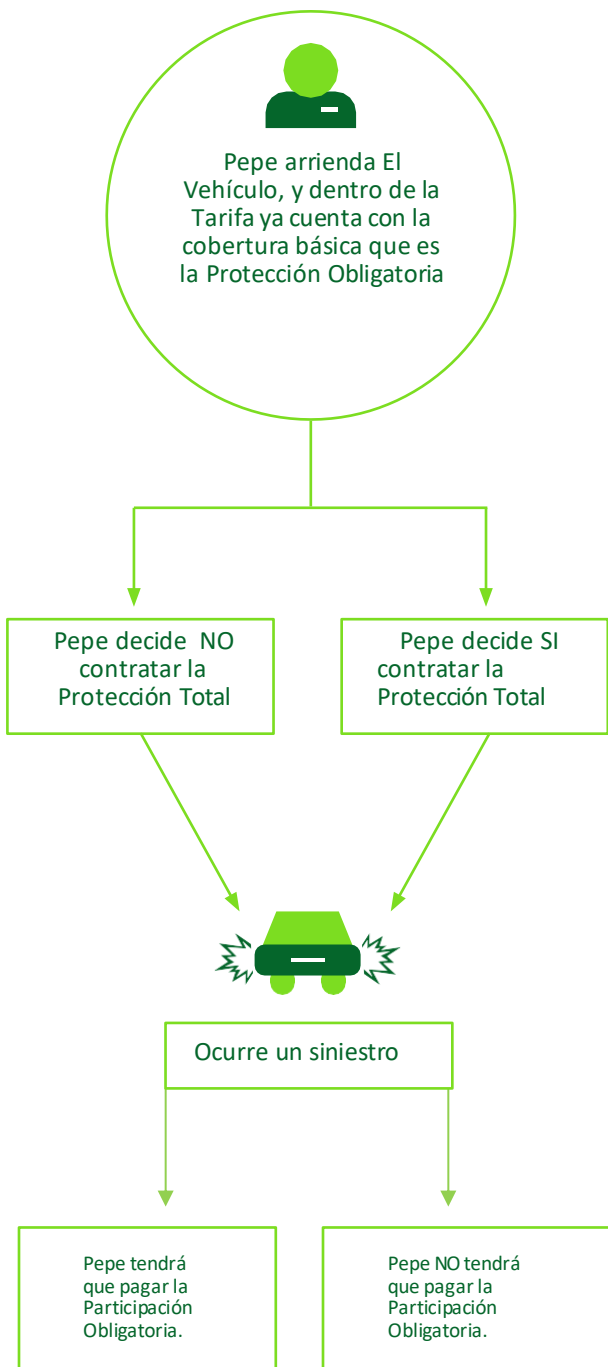 Pepe arrienda El
Vehículo, y dentro de la
Tarifa ya cuenta con la
cobertura básica que es
la Protección Obligatoria
Pepe decide NO
contratar la
Protección Total
Pepe decide SI
contratar la
Protección Total
Ocurre un siniestro
Pepe tendrá
que pagar la
Participación
Obligatoria.
Pepe NO tendrá
que pagar la
Participación
Obligatoria.